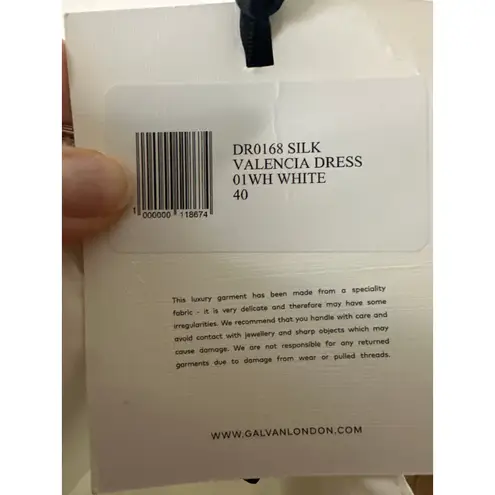 DR0168 SILK
VALENCIA DRESS
01WH WHITE
40
1 000000 118674
This luxury garment has been made from a speciality
fabric - it is very delicate and therefore may have some
irregularities. We recommend that you handle with care and
avoid contact with jewellery and sharp objects which may
cause damage. We are not responsible for any returned
garments due to damage from wear or pulled threads.
WWW.GALVANLONDON.COM